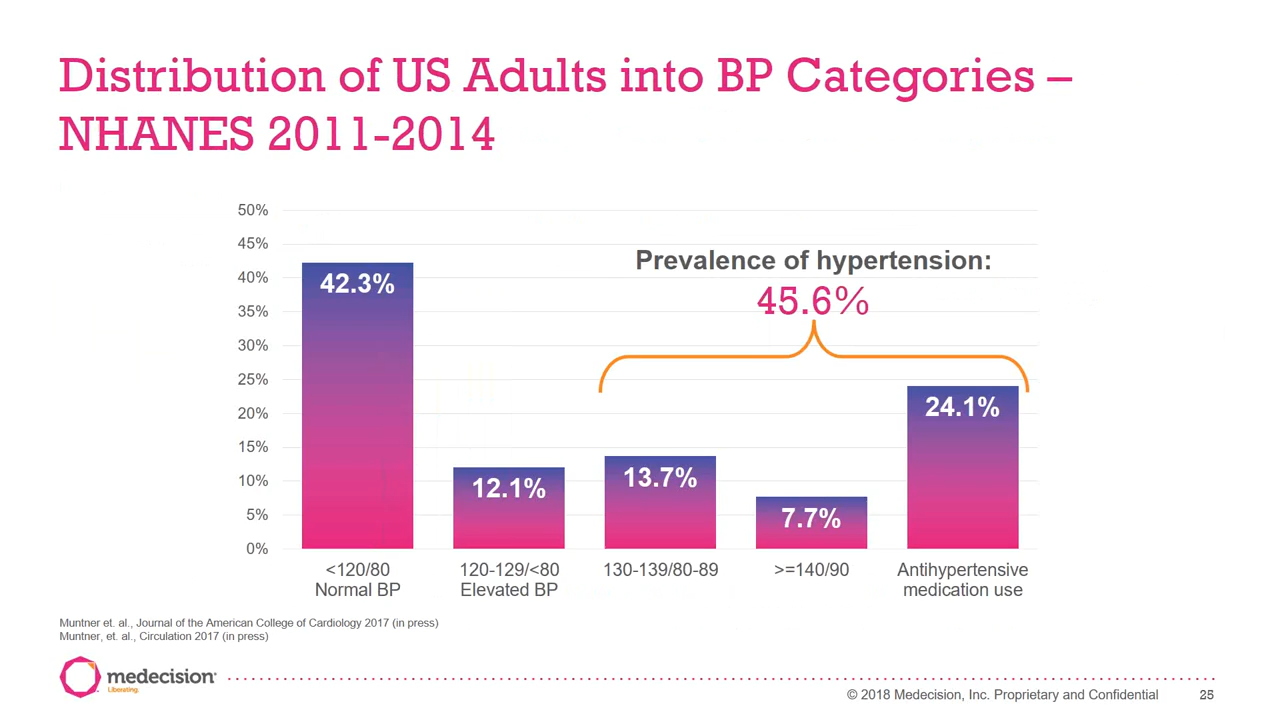 Distribution of US Adults into BP Categories –
NHANES 2011-2014
50%
45%
40%
35%
30%
25%
20%
15%
10%
5%
0%
Prevalence of hypertension:
45.6%
42.3%
12.1%
13.7%
7.7%
24.1%
<120/80
Normal BP
120-129/<80
Elevated BP
130-139/80-89
>=140/90
Antihypertensive
medication use
Muntner et. al., Journal of the American College of Cardiology 2017 (in press)
Muntner, et. al., Circulation 2017 (in press)
medecision
Liberating.
© 2018 Medecision, Inc. Proprietary and Confidential
25